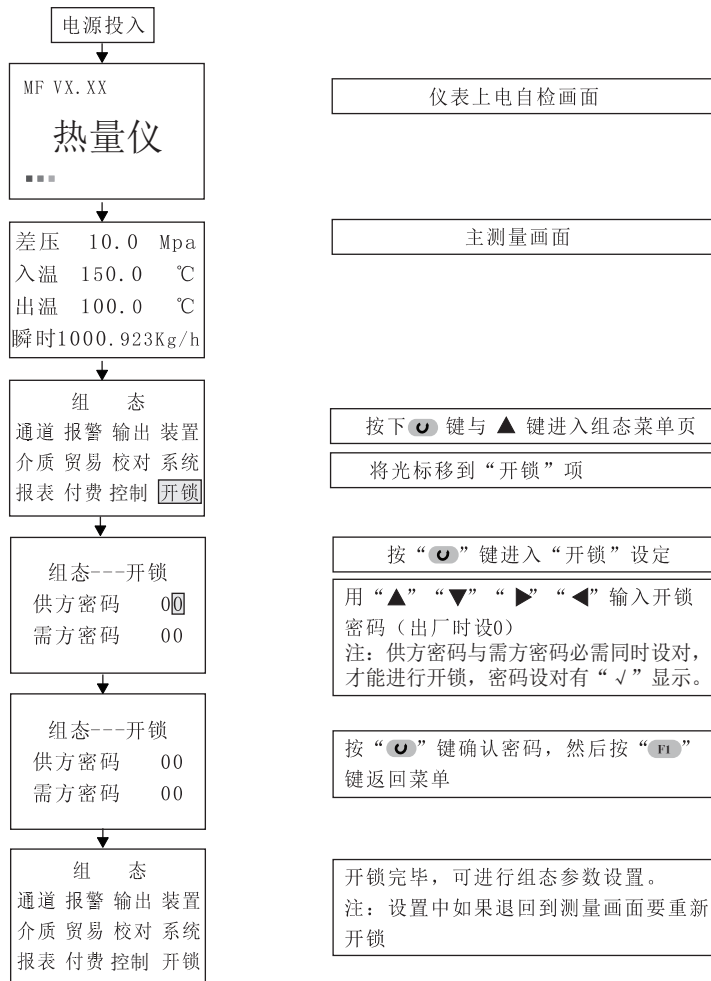 电源投入
MF VX.XX
热量仪
仪表上电自检画面
差压 10.0 Mpa
入温 150.0 ℃
出温 100.0 ℃
瞬时1000.923Kg/h
主测量画面
组 态
通道 报警 输出 装置
介质 贸易 校对 系统
报表 付费 控制 开锁
按下 键与 ▲ 键进入组态菜单页
将光标移到“开锁”项
组态---开锁
供方密码 00
需方密码 00
按“ ”键进入“开锁”设定
用“▲”“▼”“▶”“◀”输入开锁
密码（出厂时设0）
注：供方密码与需方密码必需同时设对，
才能进行开锁，密码设对有“√”显示。
组态---开锁
供方密码 00
需方密码 00
按“ ”键确认密码，然后按“F1”
键返回菜单
组 态
通道 报警 输出 装置
介质 贸易 校对 系统
报表 付费 控制 开锁
开锁完毕，可进行组态参数设置。
注：设置中如果退回到测量画面要重新
开锁